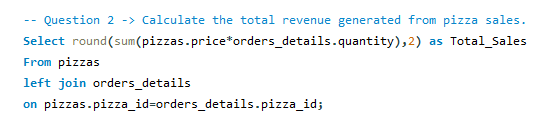 -- Question 2 -> Calculate the total revenue generated from pizza sales.
Select round(sum(pizzas.price*orders_details.quantity),2) as Total_Sales
From pizzas
left join orders_details
on pizzas.pizza_id=orders_details.pizza_id;